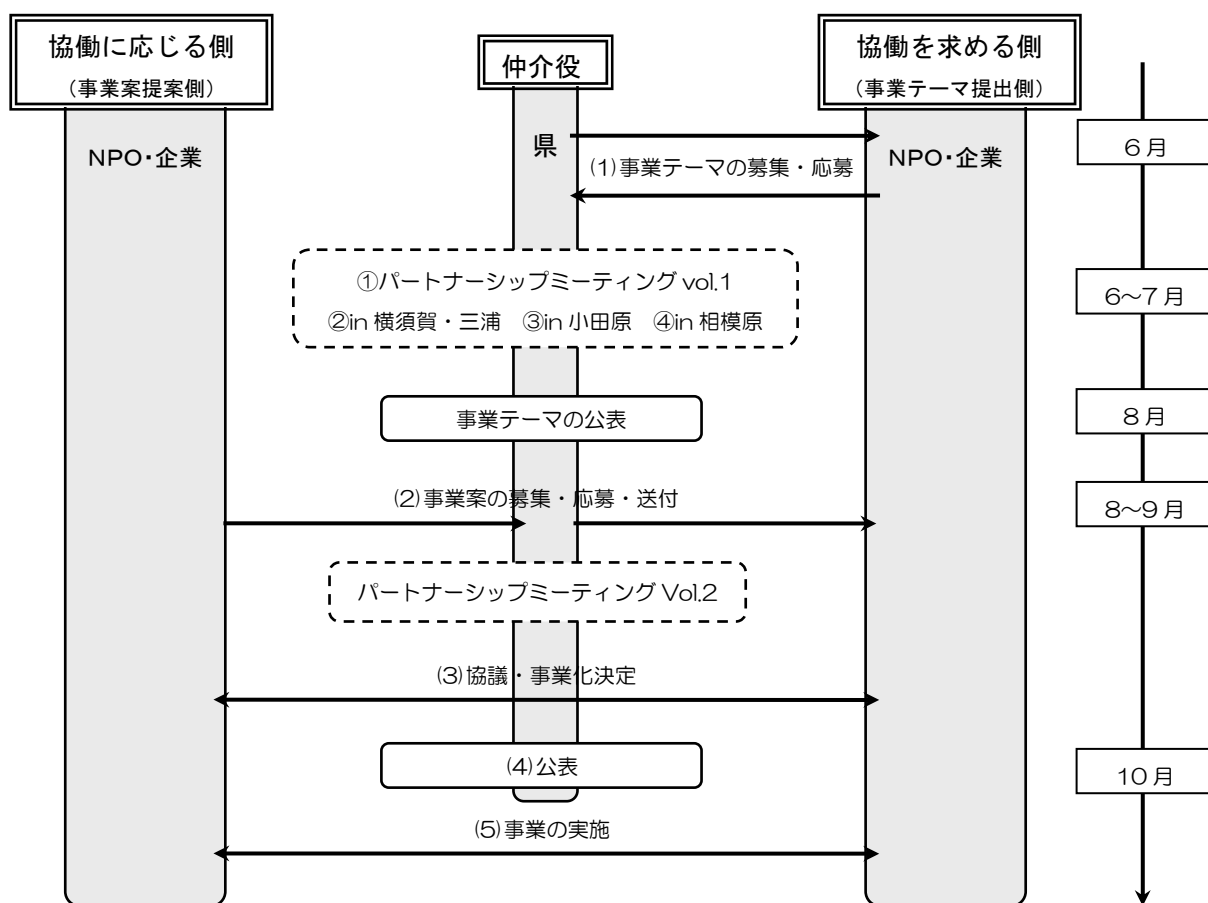 協働に応じる側
(事業案提案側)
仲介役
協働を求める側
(事業テーマ提出側)
NPO・企業
県
NPO・企業
6月
(1)事業テーマの募集・応募
①パートナーシップミーティング vol.1
②in 横須賀・三浦 ③in 小田原 ④in 相模原
6～7月
事業テーマの公表
8月
(2)事業案の募集・応募・送付
8～9月
パートナーシップミーティング Vol.2
(3)協議・事業化決定
(4)公表
10月
(5)事業の実施